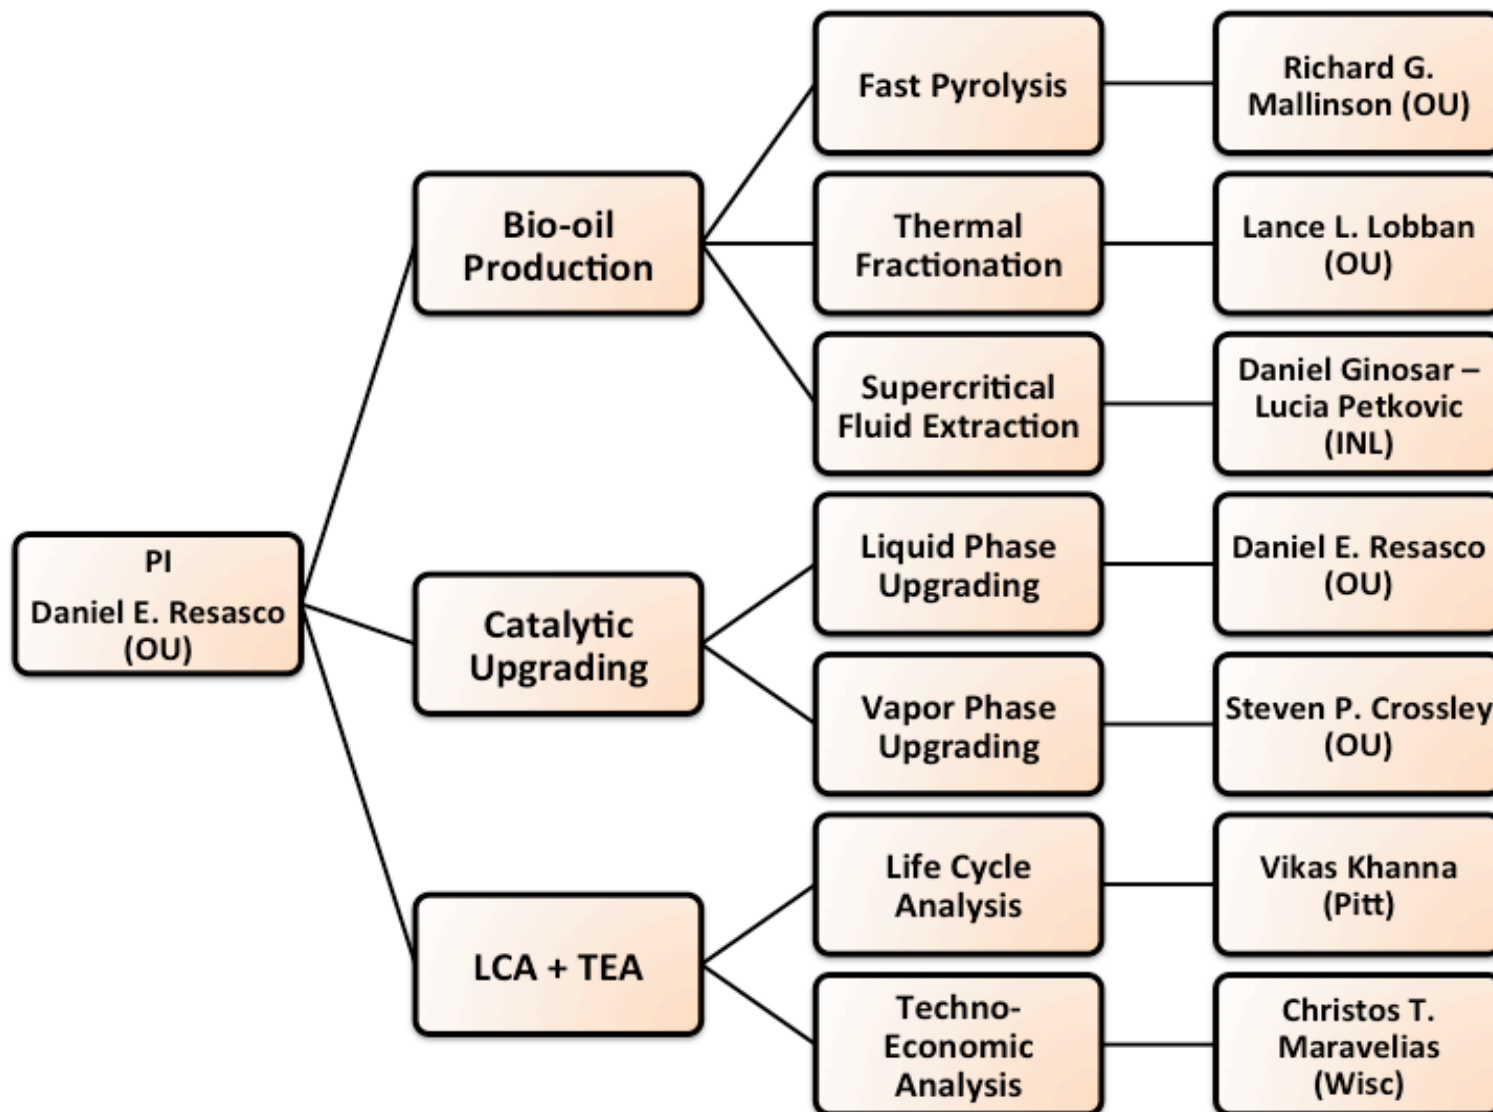 PI
Daniel E. Resasco
(OU)
Bio-oil
Production
Fast Pyrolysis
Richard G.
Mallinson (OU)
Thermal
Fractionation
Lance L. Lobban
(OU)
Supercritical
Fluid Extraction
Daniel Ginosar –
Lucia Petkovic
(INL)
Catalytic
Upgrading
Liquid Phase
Upgrading
Daniel E. Resasco
(OU)
Vapor Phase
Upgrading
Steven P. Crossley
(OU)
LCA + TEA
Life Cycle
Analysis
Vikas Khanna
(Pitt)
Techno-
Economic
Analysis
Christos T.
Maravelias
(Wisc)